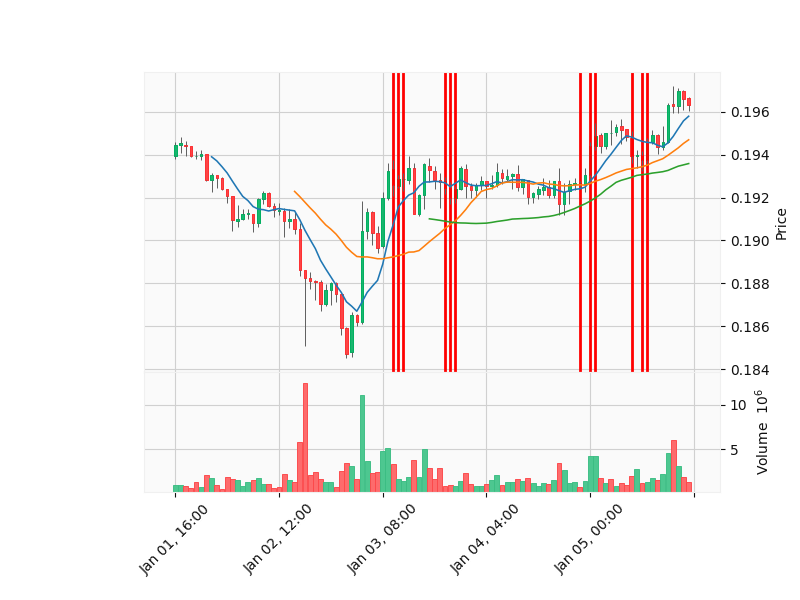 0.196
0.194
0.192
0.190
0.188
0.186
0.184
Price
10
5
Volume 10⁶
Jan 01, 16:00
Jan 02, 12:00
Jan 03, 08:00
Jan 04, 04:00
Jan 05, 00:00